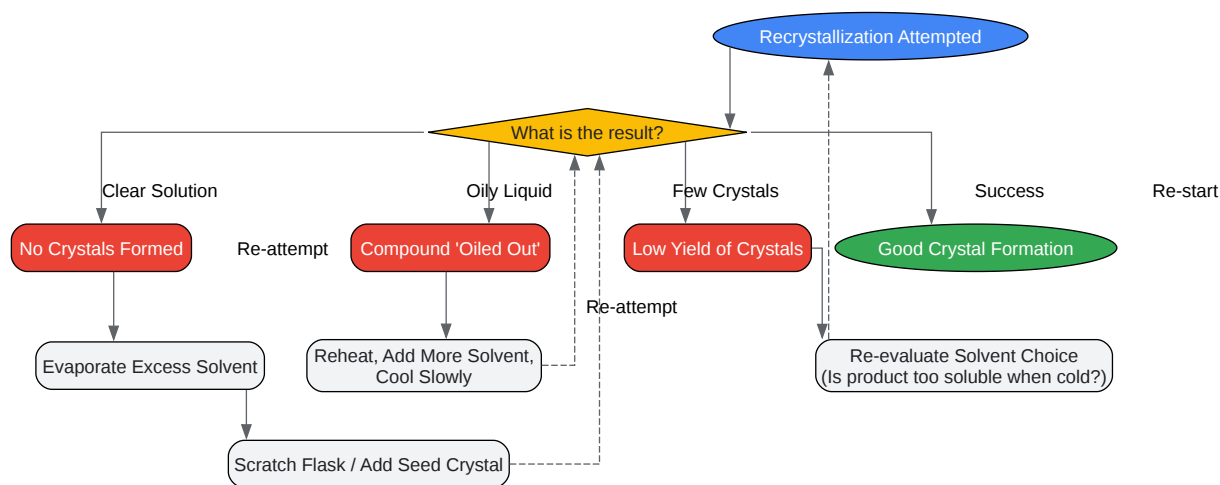 Recrystallization Attempted
What is the result?
Clear Solution
Oily Liquid
Few Crystals
Success
Re-start
No Crystals Formed
Re-attempt
Compound 'Oiled Out'
Low Yield of Crystals
Good Crystal Formation
Re-attempt
Evaporate Excess Solvent
Reheat, Add More Solvent,
Cool Slowly
Re-evaluate Solvent Choice
(Is product too soluble when cold?)
Scratch Flask / Add Seed Crystal